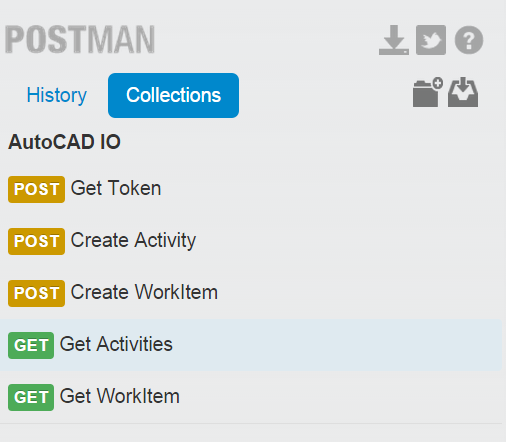 POSTMAN
History Collections
AutoCAD IO
POST Get Token
POST Create Activity
POST Create WorkItem
GET Get Activities
GET Get WorkItem